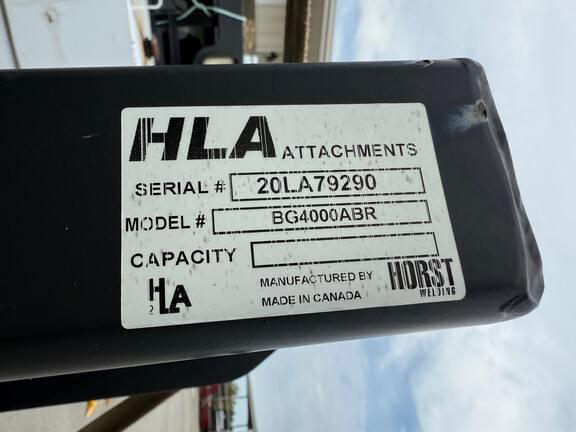 HLA ATTACHMENTS
SERIAL # 20LA79290
MODEL # BG4000ABR
CAPACITY
HLA
MANUFACTURED BY HORST
MADE IN CANADA WELDING